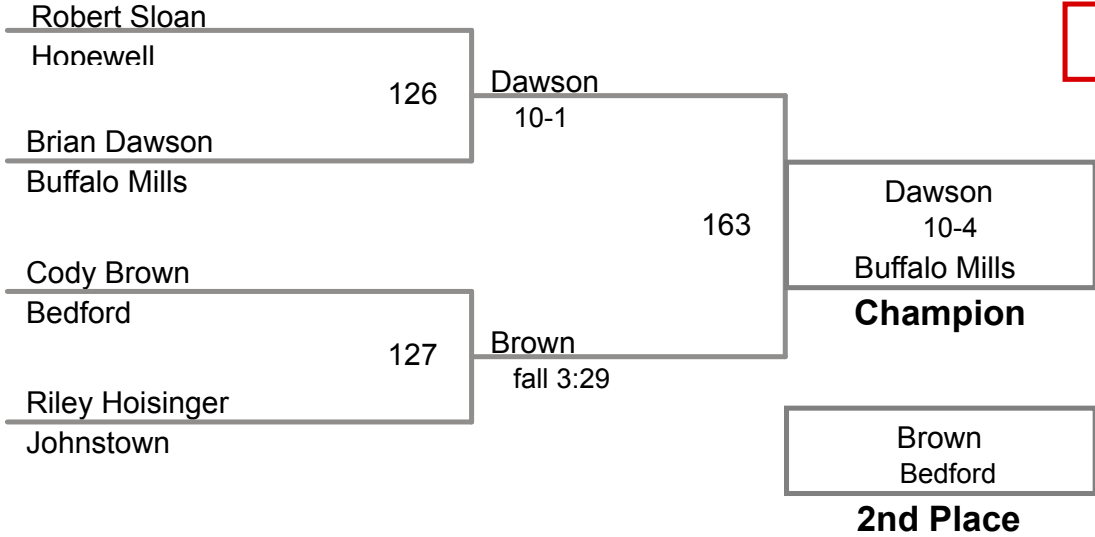 Robert Sloan
Hopewell
126
Dawson
10-1
Brian Dawson
Buffalo Mills
163
Dawson
10-4
Buffalo Mills
Champion
Cody Brown
Bedford
127
Brown
fall 3:29
Riley Hoisinger
Johnstown
Brown
Bedford
2nd Place